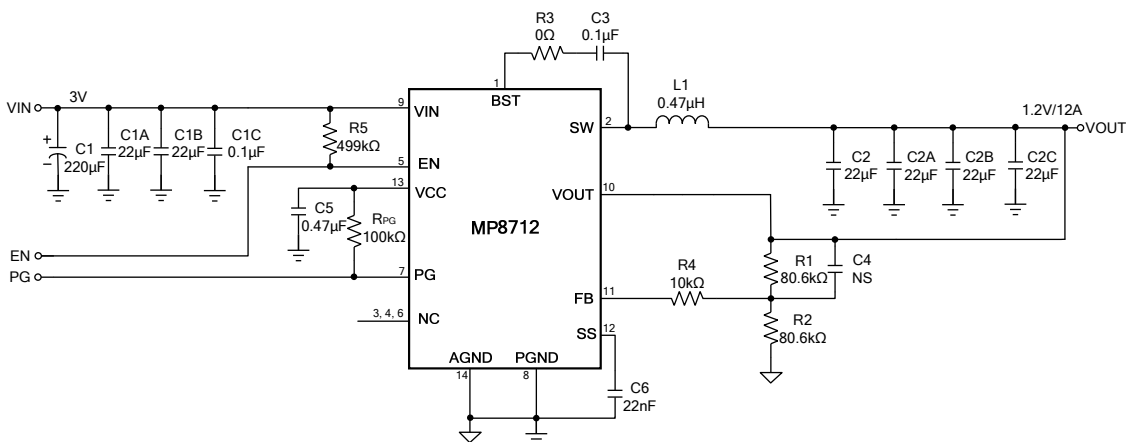 R3
0Ω
C3
0.1µF
1
BST
VIN
3V
9
VIN
+
−
C1
220µF
C1A
22µF
C1B
22µF
C1C
0.1µF
R5
499kΩ
5
EN
13
VCC
C5
0.47µF
RPG
100kΩ
EN
PG
7
PG
3, 4, 6
NC
MP8712
SW
2
L1
0.47µH
1.2V/12A
VOUT
C2
22µF
C2A
22µF
C2B
22µF
C2C
22µF
VOUT
10
R1
80.6kΩ
C4
NS
FB
11
R4
10kΩ
R2
80.6kΩ
SS
12
AGND
14
PGND
8
C6
22nF